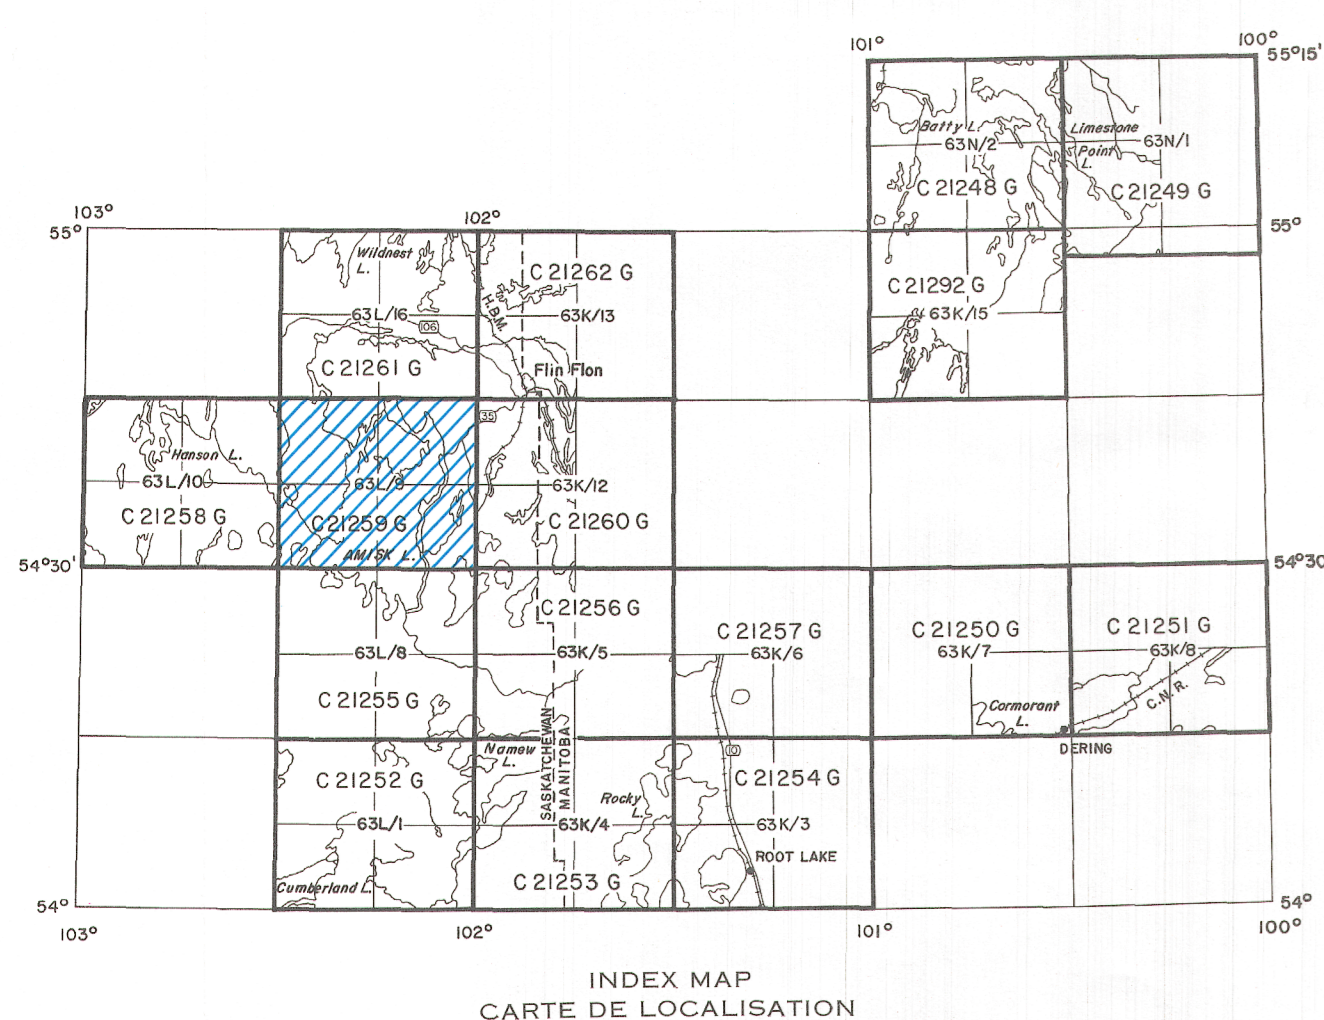 101°
100°
55°15'
Batty L.
Limestone
Point
L.
63N/2
63N/1
C 21248 G
C 21249 G
103°
102°
55°
55°
Wildnest
L.
C 21262 G
C 21292 G
H.B.M.
63L/16
106
63K/13
63K/15
C 21261 G
Flin Flon
35
Hanson L.
63L/10
63L/9
63K/12
C 21258 G
C 21259 G
C 21260 G
AMISK L.
54°30'
54°30
C 21256 G
C 21257 G
C 21250 G
C 21251 G
63L/8
63K/5
63K/6
63K/7
63K/8
C 21255 G
Cormorant
L.
C.N.R.
SASKATCHEWAN
MANITOBA
Namew
L.
10
DERING
C 21252 G
C 21254 G
Rocky
L.
63L/1
63K/4
63K/3
ROOT LAKE
Cumberland L.
C 21253 G
54°
54°
103°
102°
101°
100°
INDEX MAP
CARTE DE LOCALISATION